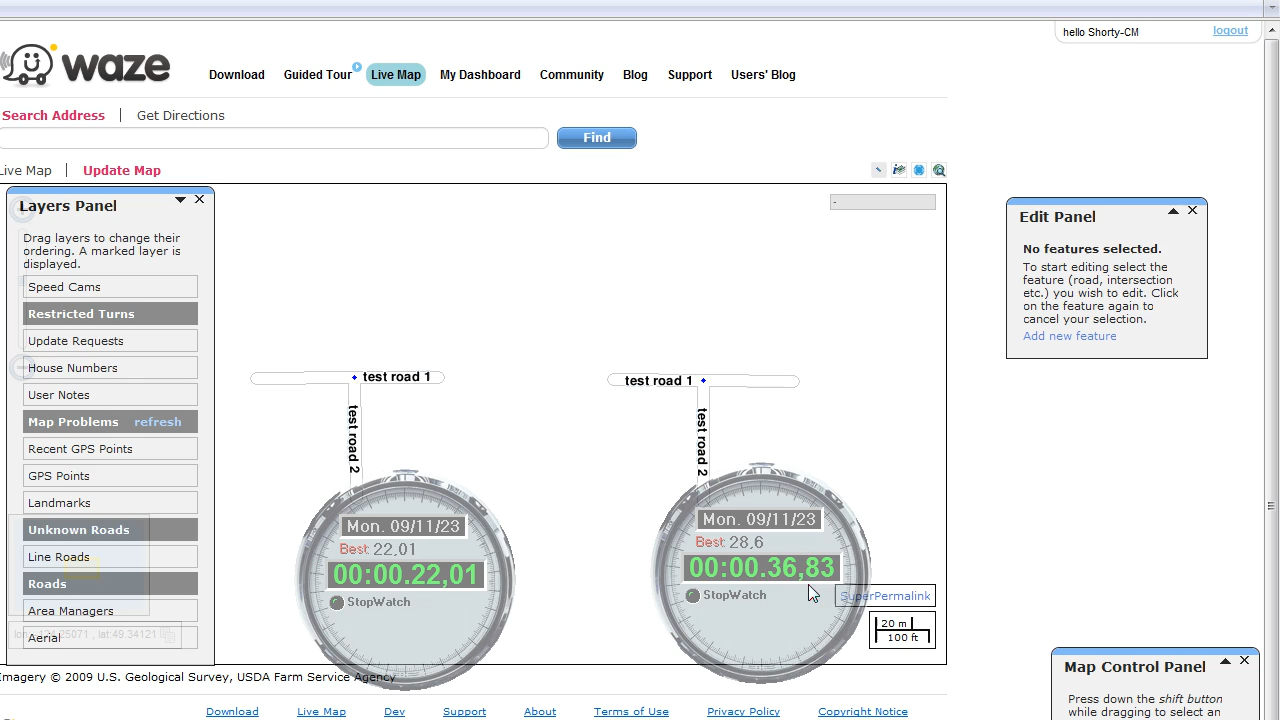 hello Shorty-CM
logout
waze
Download
Guided Tour
Live Map
My Dashboard
Community
Blog
Support
Users' Blog
Search Address | Get Directions
Find
Live Map | Update Map
Layers Panel
Drag layers to change their
ordering. A marked layer is
displayed.
Speed Cams
Restricted Turns
Update Requests
House Numbers
User Notes
Map Problems refresh
Recent GPS Points
GPS Points
Landmarks
Unknown Roads
Line Roads
Roads
Area Managers
Aerial
-
test road 1
test road 2
Mon. 09/11/23
Best 22,01
00:00.22,01
StopWatch
test road 1
test road 2
Mon. 09/11/23
Best 28,6
00:00.36,83
StopWatch
SuperPermalink
20 m
100 ft
Edit Panel
No features selected.
To start editing select the
feature (road, intersection
etc.) you wish to edit. Click
on the feature again to
cancel your selection.
Add new feature
Map Control Panel
Press down the shift button
while dragging to select an
Imagery © 2009 U.S. Geological Survey, USDA Farm Service Agency
Download
Live Map
Dev
Support
About
Terms of Use
Privacy Policy
Copyright Notice